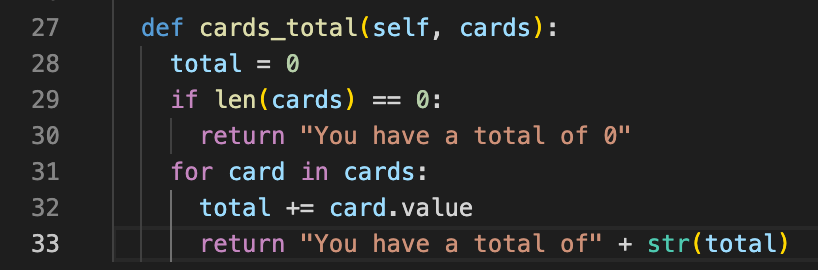 27 def cards_total(self, cards):
28 total = 0
29 if len(cards) == 0:
30 return "You have a total of 0"
31 for card in cards:
32 total += card.value
33 return "You have a total of" + str(total)